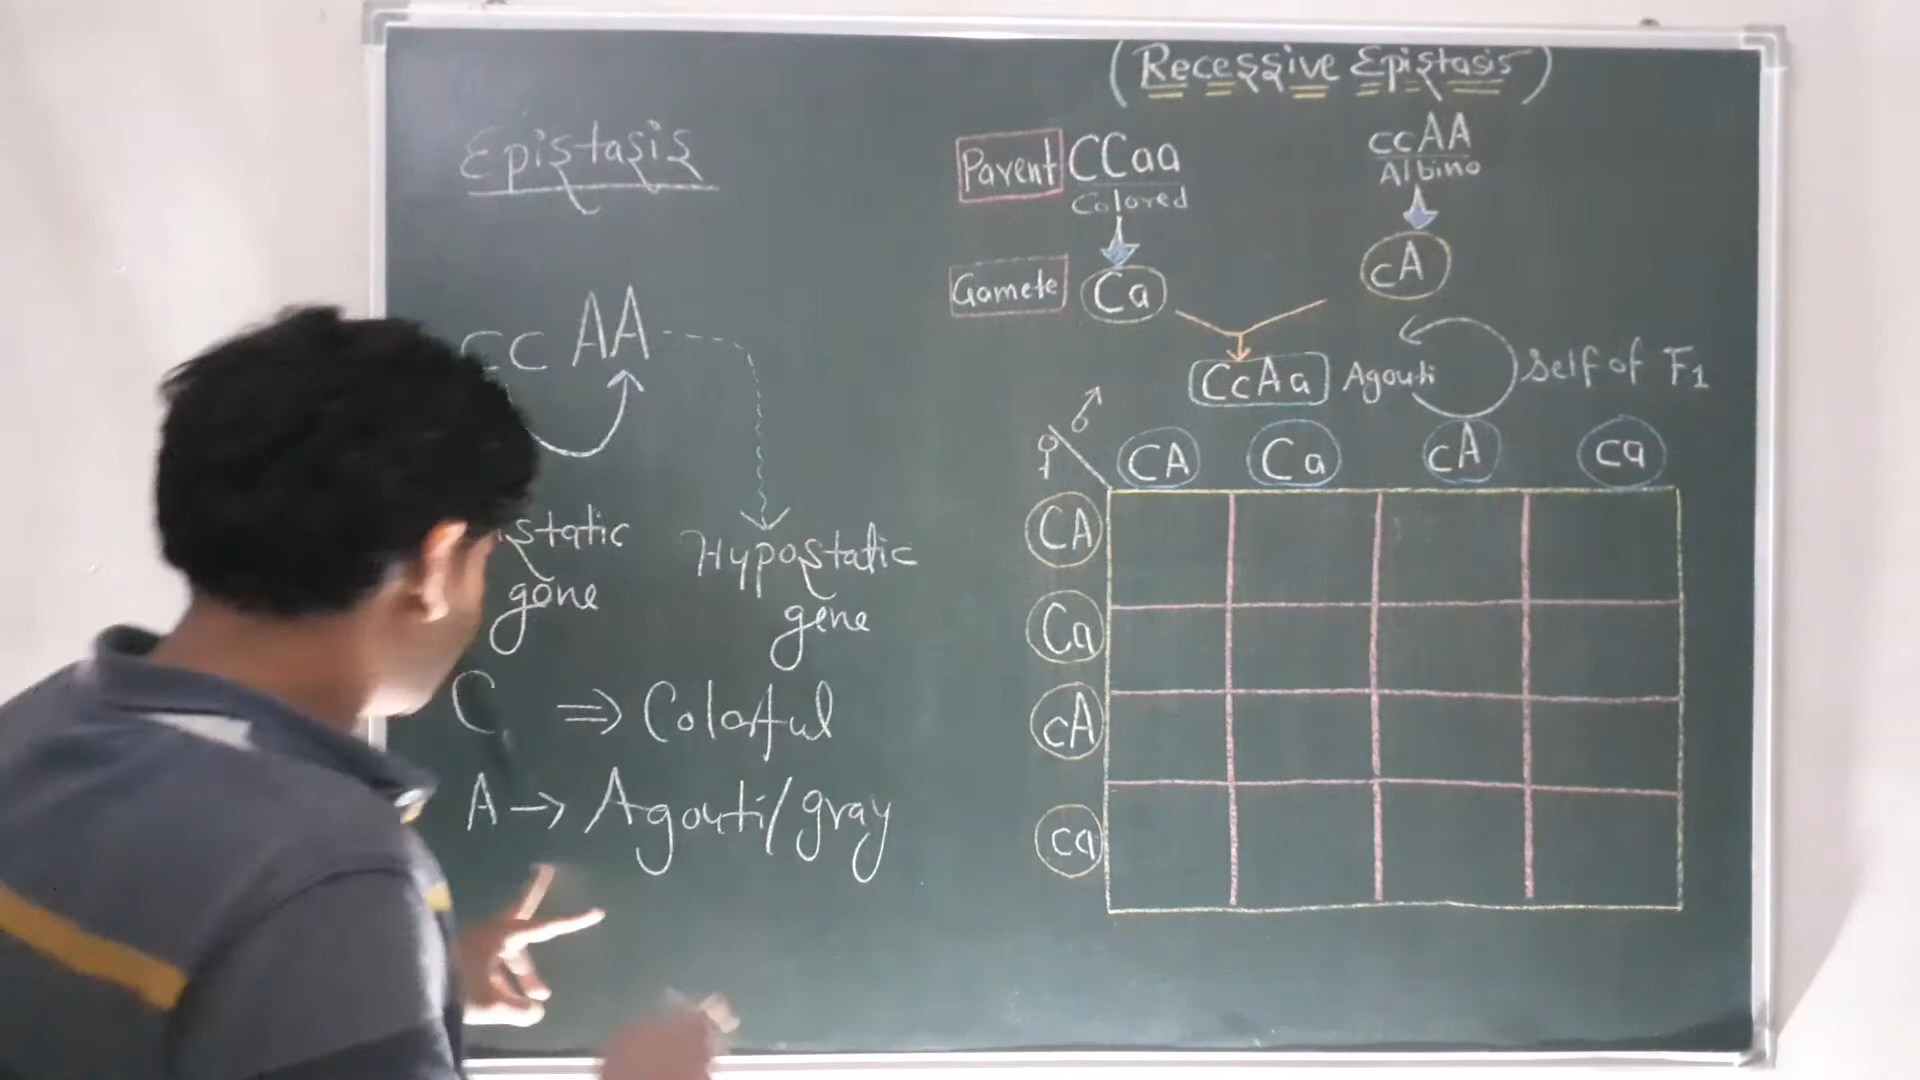 Epistasis
cc AA
gene
Hypostatic
gene
C ⇒ Colorful
A → Agouti/gray
(Recessive Epistasis)
Parent CCaa ccAA
Colored Albino
Gamete Ca cA
CcAa Agouti self of F1
♀ ♂ CA Ca cA ca
CA
Ca
cA
ca